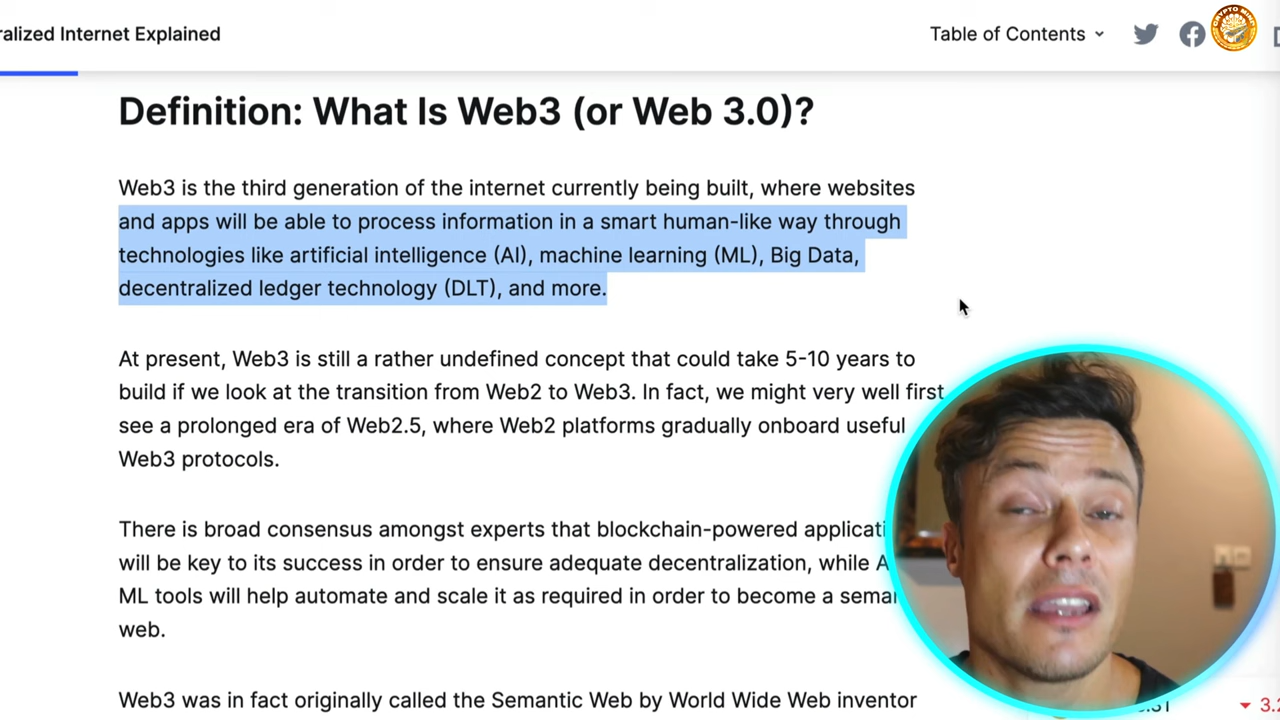 ralized Internet Explained
Table of Contents
Definition: What Is Web3 (or Web 3.0)?
Web3 is the third generation of the internet currently being built, where websites
and apps will be able to process information in a smart human-like way through
technologies like artificial intelligence (AI), machine learning (ML), Big Data,
decentralized ledger technology (DLT), and more.
At present, Web3 is still a rather undefined concept that could take 5-10 years to
build if we look at the transition from Web2 to Web3. In fact, we might very well first
see a prolonged era of Web2.5, where Web2 platforms gradually onboard useful
Web3 protocols.
There is broad consensus amongst experts that blockchain-powered applicati
will be key to its success in order to ensure adequate decentralization, while A
ML tools will help automate and scale it as required in order to become a sema
web.
Web3 was in fact originally called the Semantic Web by World Wide Web inventor